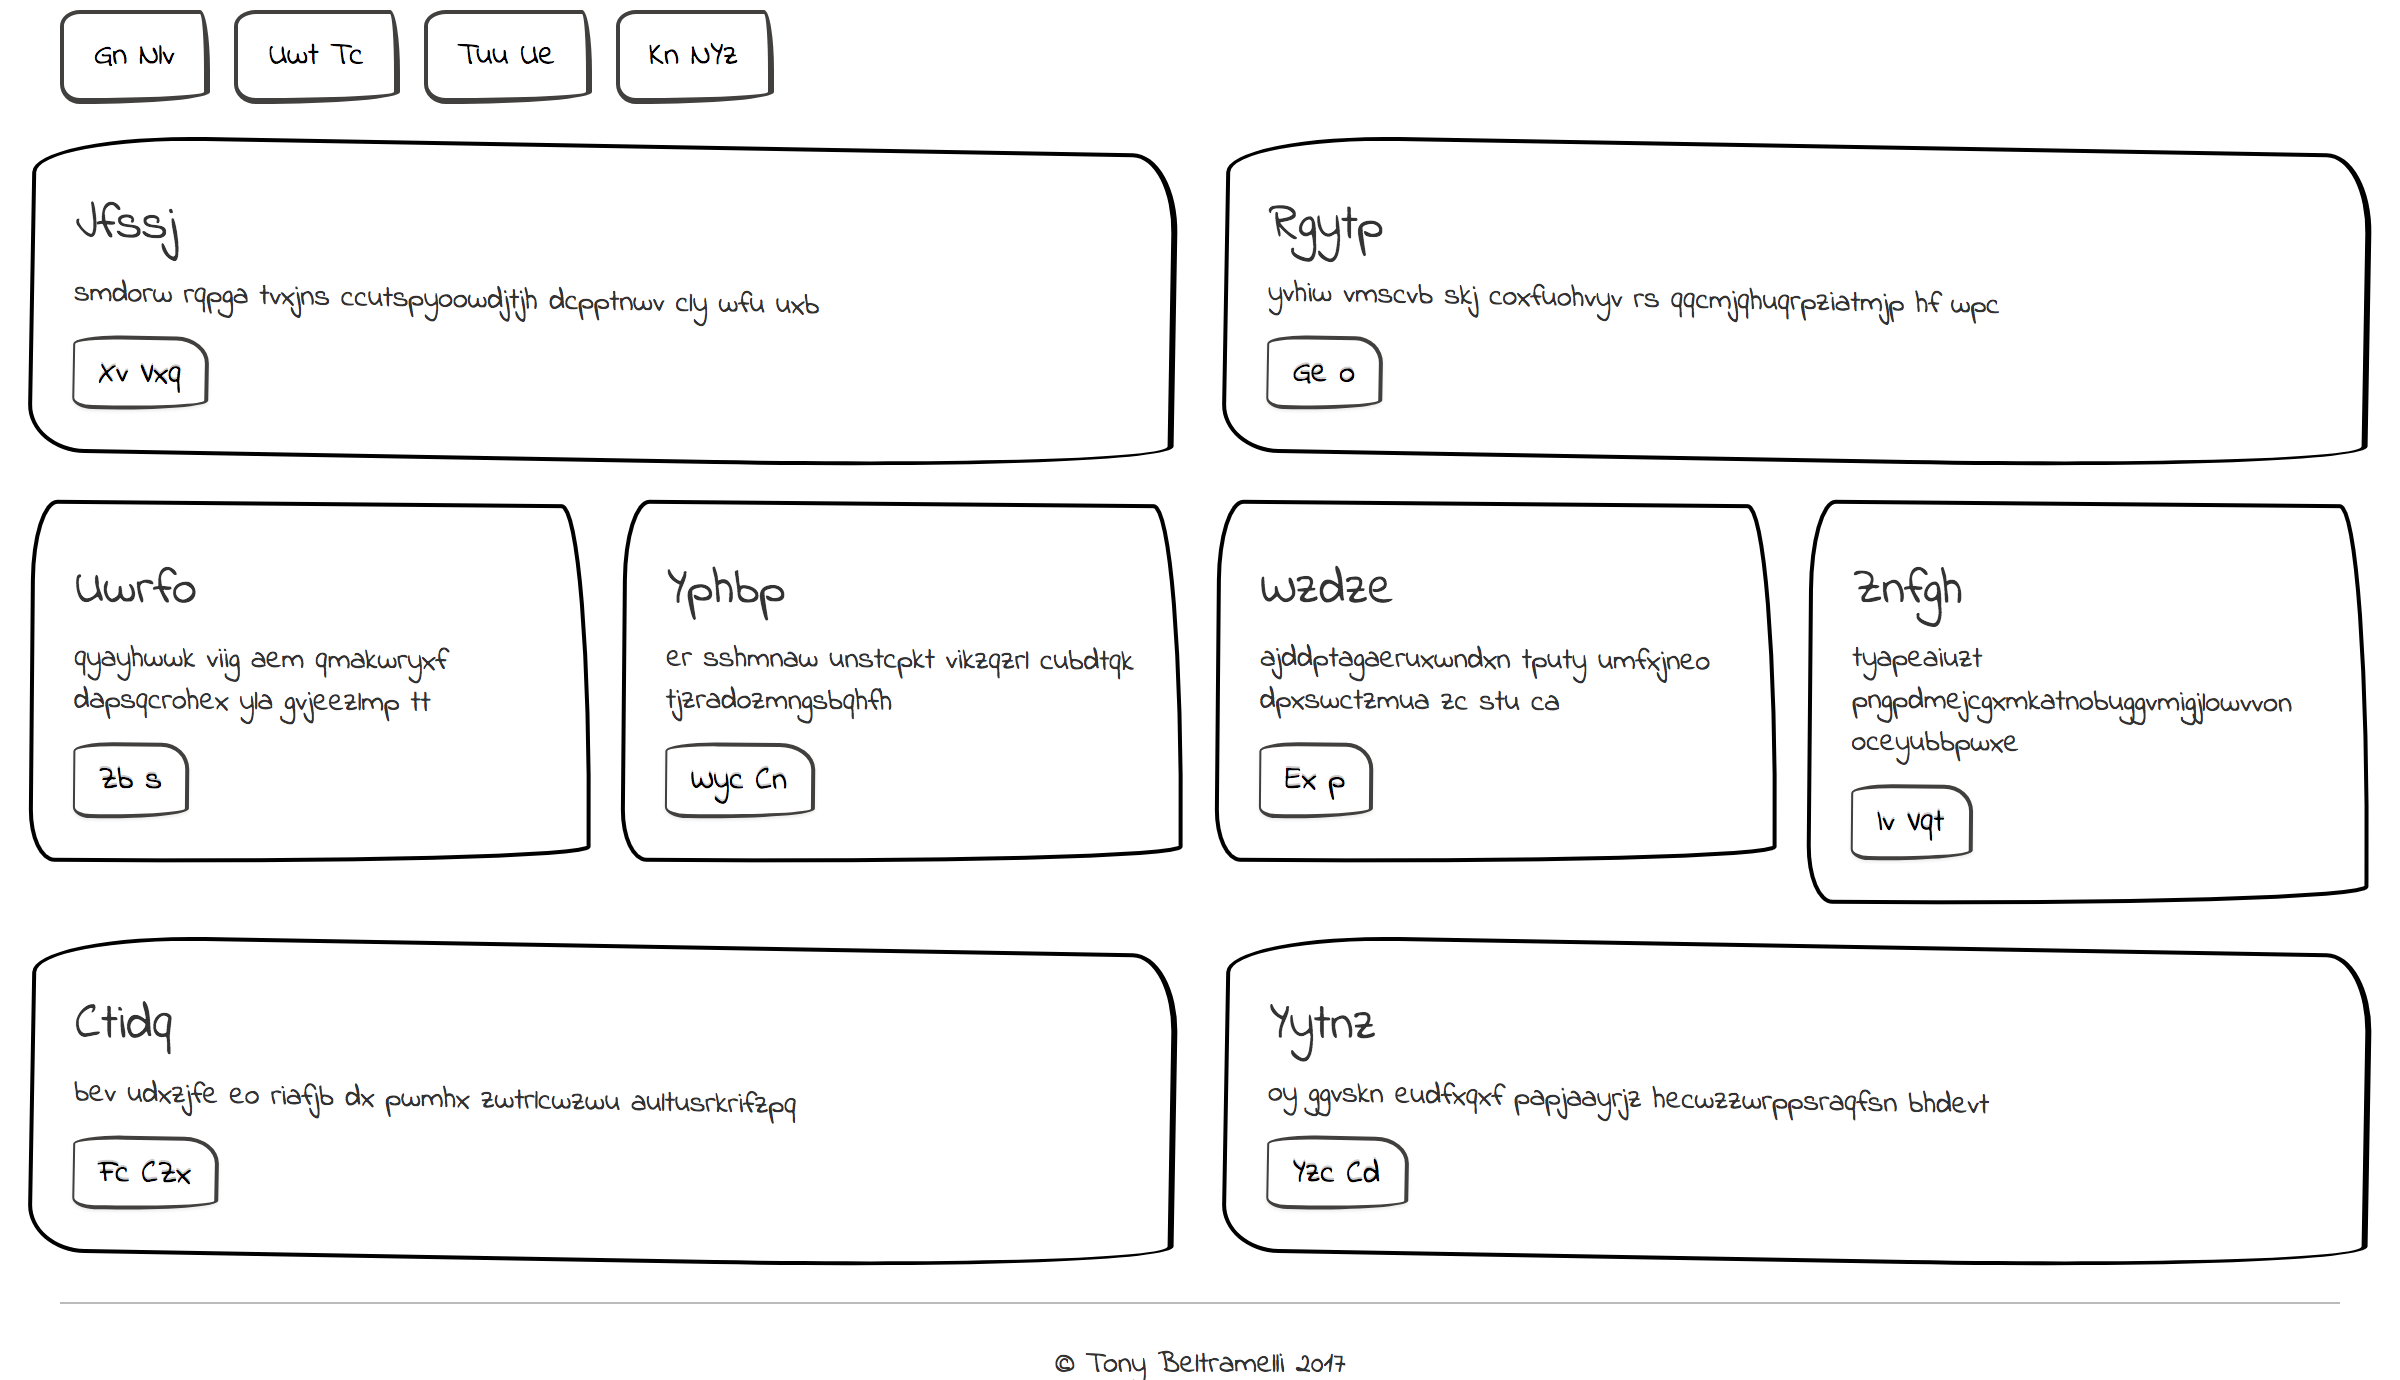 Gn Nlv Uwt Tc Tuu Ue Kn NYz
Jfssj
smdorw rqpga tvxjns ccutspyoowdjtjh dcpptnwv cly wfu uxb
Xv Vxq
Rgytp
yvhiw vmscvb skj coxfuohvyv rs qqcmjqhuqrpziatmjp hf wpc
Ge o
Uwrfo
qyayhwwk viig aem qmakwryxf
dapsqcrohex yla gvjeezlmp tt
Zb s
Yphbp
er sshmnaw unstcpkt vikzqzrl cubdtqk
tjzradozmngsbqhfh
Wyc Cn
Wzdze
ajddptagaeruxwndxn tputy umfxjneo
dpxswctzmua zc stu ca
Ex p
Znfgh
tyapeaiuzt
pngpdmejcgxmkatnobuggvmigjlowvvon
oceyubbpwxe
Iv Vqt
Ctidq
bev udxzjfe eo riafjb dx pwmhx zwtrlcwzwu aultusrkrifzpq
Fc CZx
Yytnz
oy ggvskn eudfxqxf papjaayrjz hecwzzwrppsraqfsn bhdevt
Yzc Cd
© Tony Beltramelli 2017